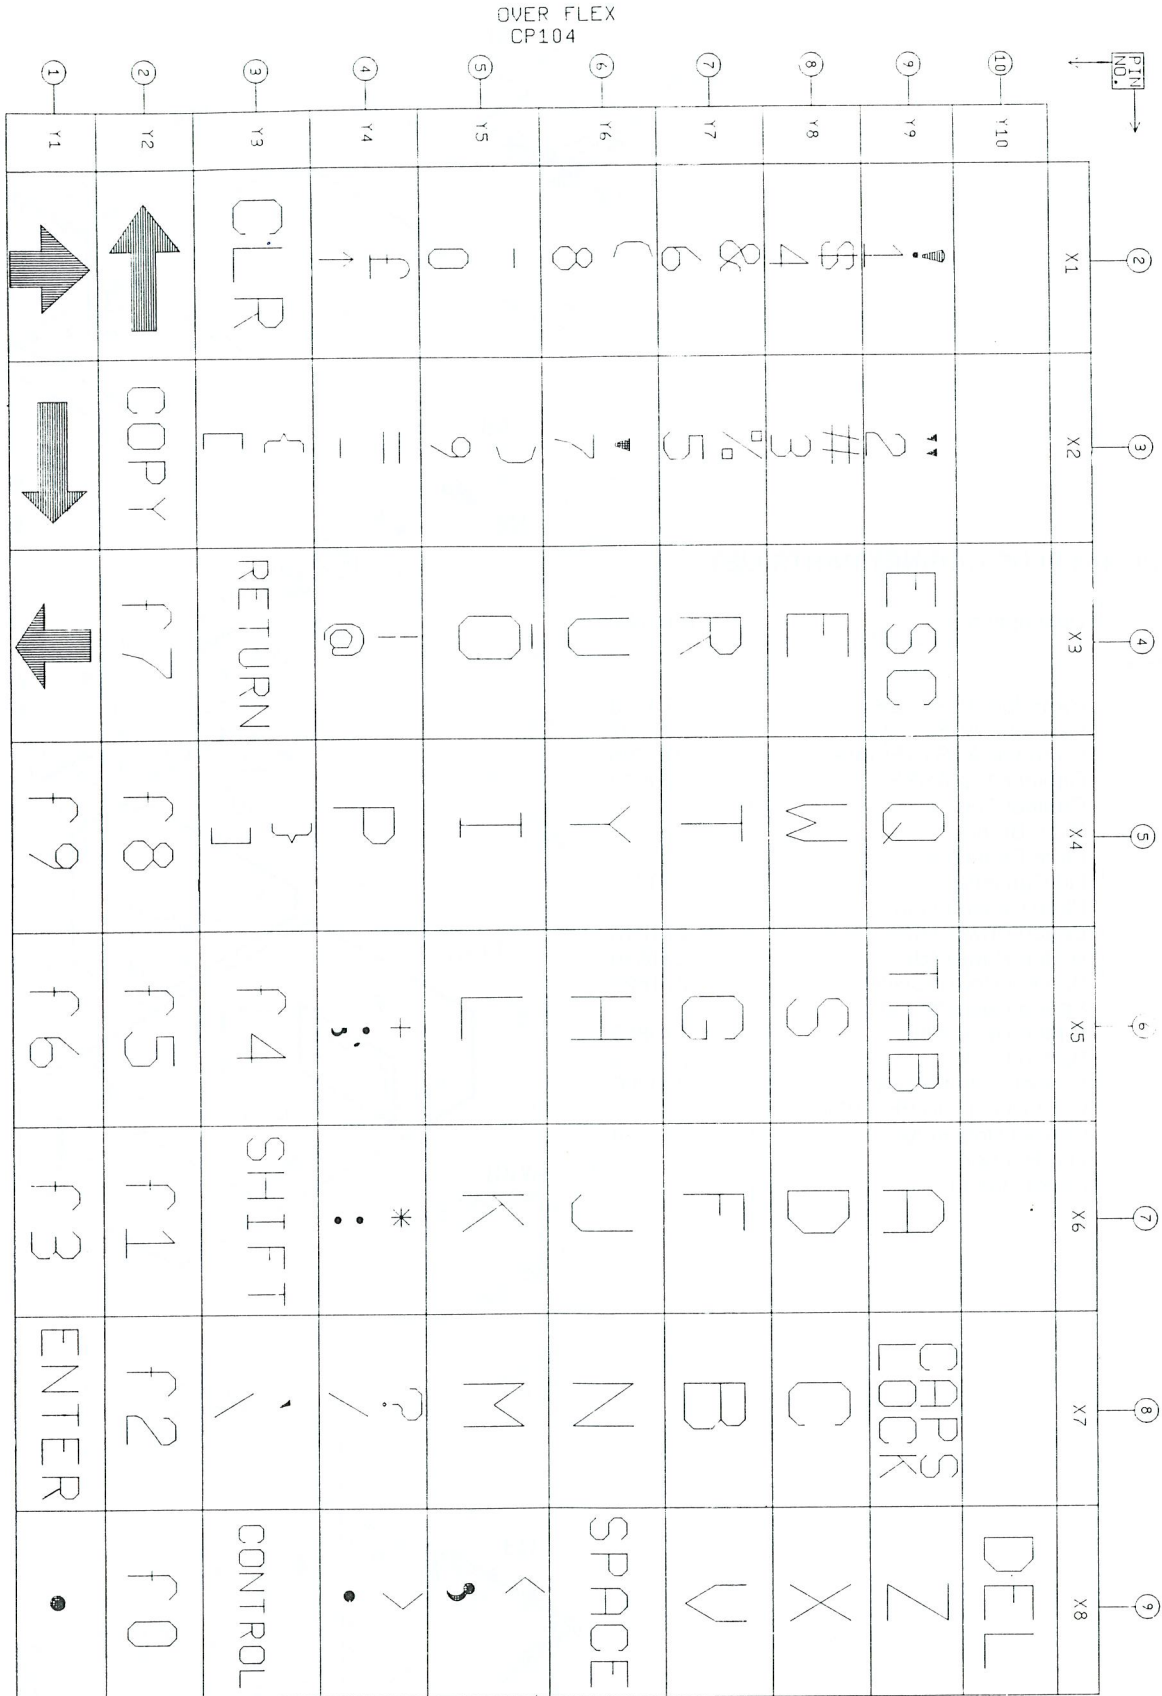 OVER FLEX
CP104
PIN
NO.
2 3 4 5 6 7 8 9
X1 X2 X3 X4 X5 X6 X7 X8
10 Y10 DEL
! " CAPS
9 Y9 1 2 ESC Q TAB A LOCK Z
$ #
8 Y8 4 3 E W S D C X
& %
7 Y7 6 5 R T G F B V
( '
6 Y6 8 7 U Y H J N SPACE
_ ) <
5 Y5 0 9 Ō I L K M ,
£ = ¦ + * ? >
4 Y4 - @ P ; : / .
{ } `
3 Y3 CLR [ RETURN ] f4 SHIFT \ CONTROL
2 Y2 COPY f7 f8 f5 f1 f2 f0
1 Y1 f9 f6 f3 ENTER .